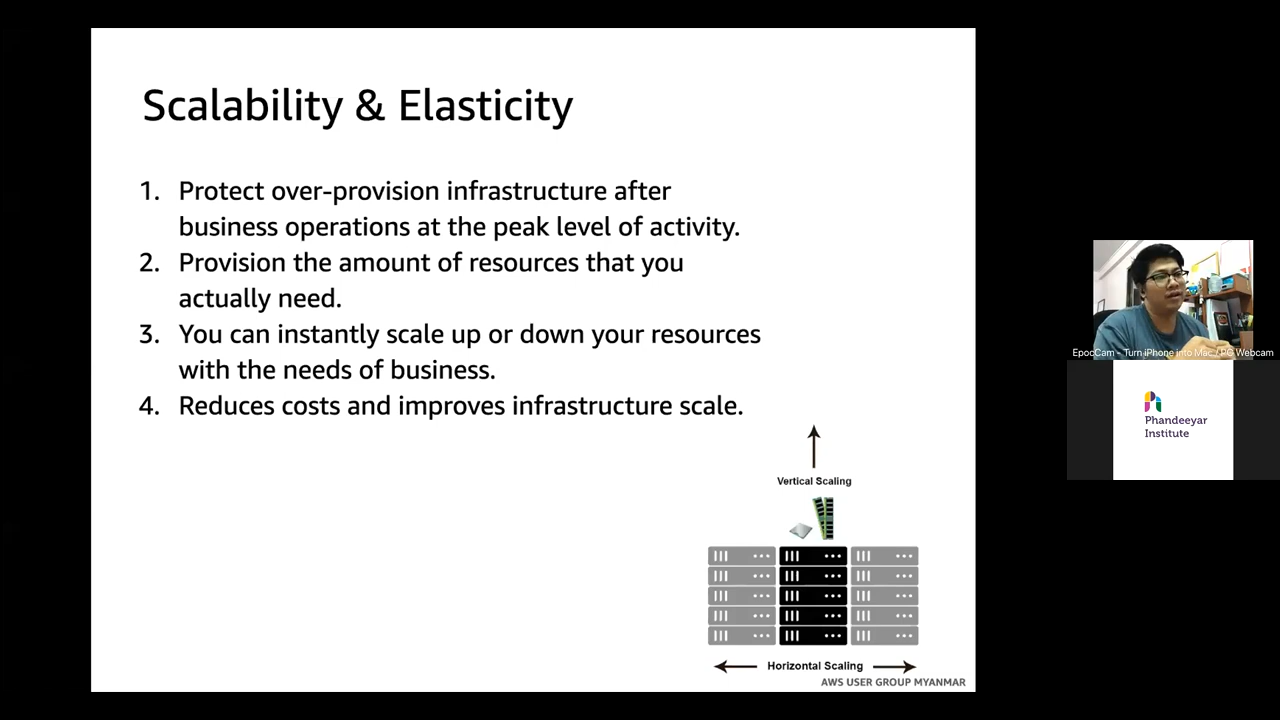 Scalability & Elasticity
1. Protect over-provision infrastructure after
business operations at the peak level of activity.
2. Provision the amount of resources that you
actually need.
3. You can instantly scale up or down your resources
with the needs of business.
4. Reduces costs and improves infrastructure scale.
Vertical Scaling
Horizontal Scaling
AWS USER GROUP MYANMAR
EpocCam - Turn iPhone into Mac / PC Webcam
Phandeeyar
Institute